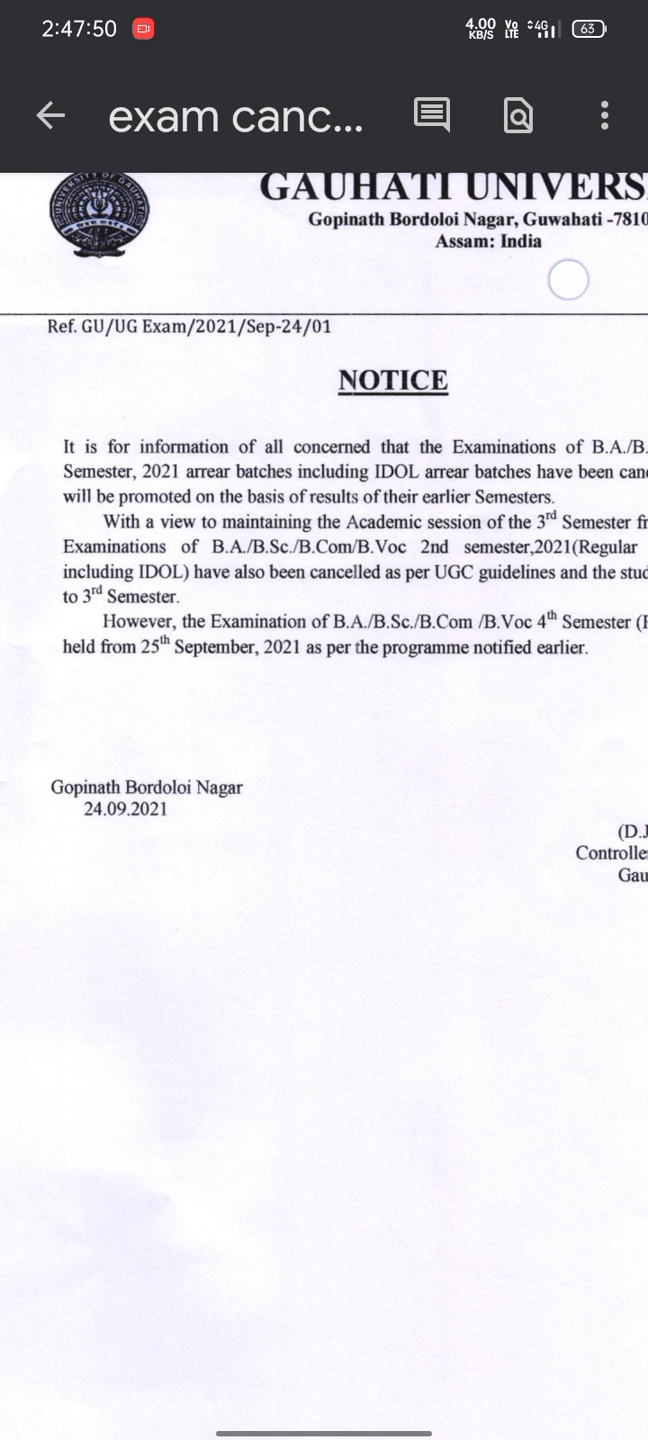 2:47:50 4.00 KB/S Vo LTE 4G 63
exam canc...
GAUHATI UNIVERS
Gopinath Bordoloi Nagar, Guwahati -7810
Assam: India
Ref. GU/UG Exam/2021/Sep-24/01
NOTICE
It is for information of all concerned that the Examinations of B.A./B.
Semester, 2021 arrear batches including IDOL arrear batches have been canc
will be promoted on the basis of results of their earlier Semesters.
With a view to maintaining the Academic session of the 3rd Semester fr
Examinations of B.A./B.Sc./B.Com/B.Voc 2nd semester,2021(Regular
including IDOL) have also been cancelled as per UGC guidelines and the stud
to 3rd Semester.
However, the Examination of B.A./B.Sc./B.Com /B.Voc 4th Semester (R
held from 25th September, 2021 as per the programme notified earlier.
Gopinath Bordoloi Nagar
24.09.2021
(D.J
Controlle
Gau